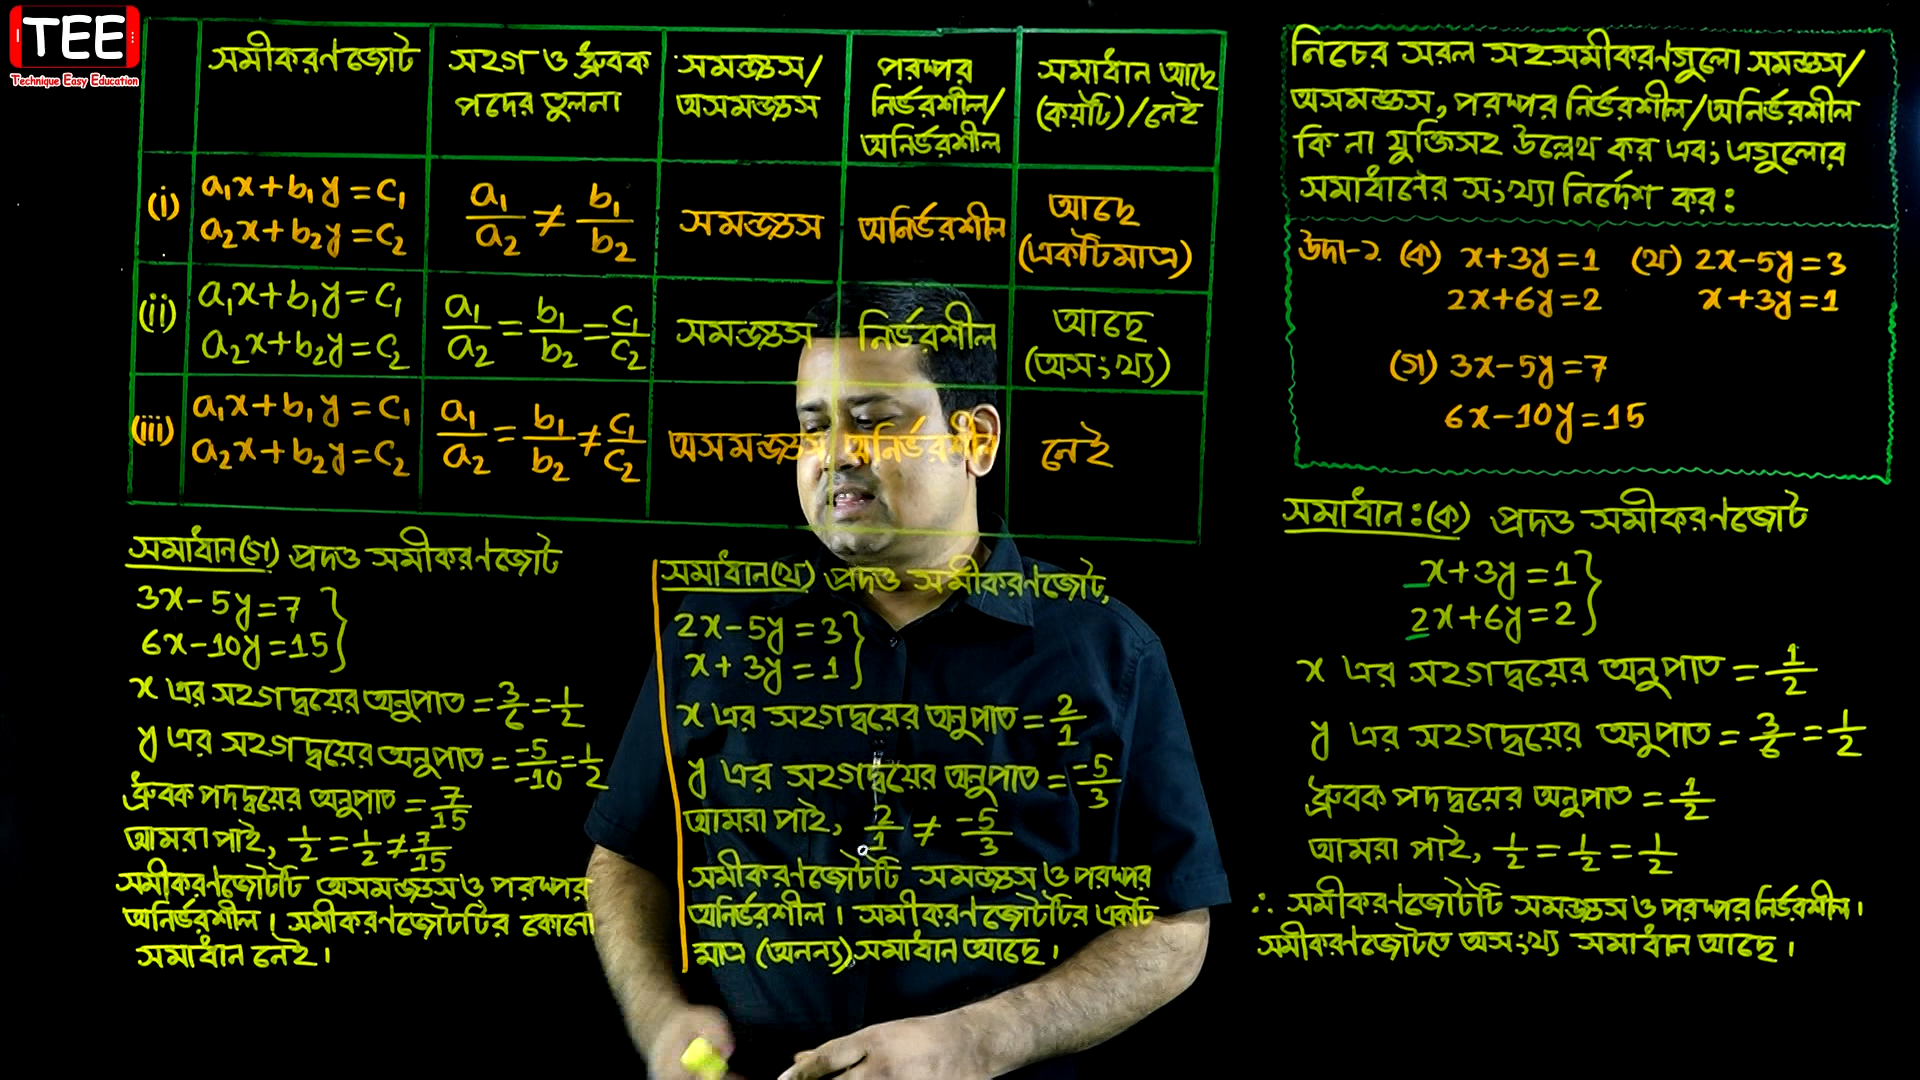 TEE
Technique Easy Education
সমীকরণজোট
সহগ ও ধ্রুবক
পদের তুলনা
সমঞ্জস/
অসমঞ্জস
পরস্পর
নির্ভরশীল/
অনির্ভরশীল
সমাধান আছে
(কয়টি)/নেই
(i) a₁x+b₁y=c₁
a₂x+b₂y=c₂
a₁/a₂ ≠ b₁/b₂
সমঞ্জস
অনির্ভরশীল
আছে
(একটিমাত্র)
(ii) a₁x+b₁y=c₁
a₂x+b₂y=c₂
a₁/a₂ = b₁/b₂ = c₁/c₂
সমঞ্জস
নির্ভরশীল
আছে
(অসংখ্য)
(iii) a₁x+b₁y=c₁
a₂x+b₂y=c₂
a₁/a₂ = b₁/b₂ ≠ c₁/c₂
অসমঞ্জস
অনির্ভরশীল
নেই
নিচের সরল সহসমীকরণগুলো সমঞ্জস/
অসমঞ্জস, পরস্পর নির্ভরশীল/অনির্ভরশীল
কি না যুক্তিসহ উল্লেখ কর এবং এগুলোর
সমাধানের সংখ্যা নির্দেশ কর:
উদা-১. (ক) x+3y=1 (খ) 2x-5y=3
2x+6y=2 x+3y=1
(গ) 3x-5y=7
6x-10y=15
সমাধান:(ক) প্রদত্ত সমীকরণজোট
x+3y=1}
2x+6y=2}
x এর সহগদ্বয়ের অনুপাত = 1/2
y এর সহগদ্বয়ের অনুপাত = 3/6 = 1/2
ধ্রুবক পদদ্বয়ের অনুপাত = 1/2
আমরা পাই, 1/2 = 1/2 = 1/2
∴ সমীকরণজোটটি সমঞ্জস ও পরস্পর নির্ভরশীল।
সমীকরণজোটতে অসংখ্য সমাধান আছে।
সমাধান(খ) প্রদত্ত সমীকরণজোট,
2x-5y=3}
x+3y=1}
x এর সহগদ্বয়ের অনুপাত = 2/1
y এর সহগদ্বয়ের অনুপাত = -5/3
আমরা পাই, 2/1 ≠ -5/3
সমীকরণজোটটি সমঞ্জস ও পরস্পর
অনির্ভরশীল। সমীকরণজোটটির একটি
মাত্র (অনন্য) সমাধান আছে।
সমাধান(গ) প্রদত্ত সমীকরণজোট
3x-5y=7}
6x-10y=15}
x এর সহগদ্বয়ের অনুপাত = 3/6 = 1/2
y এর সহগদ্বয়ের অনুপাত = -5/-10 = 1/2
ধ্রুবক পদদ্বয়ের অনুপাত = 7/15
আমরা পাই, 1/2 = 1/2 ≠ 7/15
সমীকরণজোটটি অসমঞ্জস ও পরস্পর
অনির্ভরশীল। সমীকরণজোটটির কোনো
সমাধান নেই।